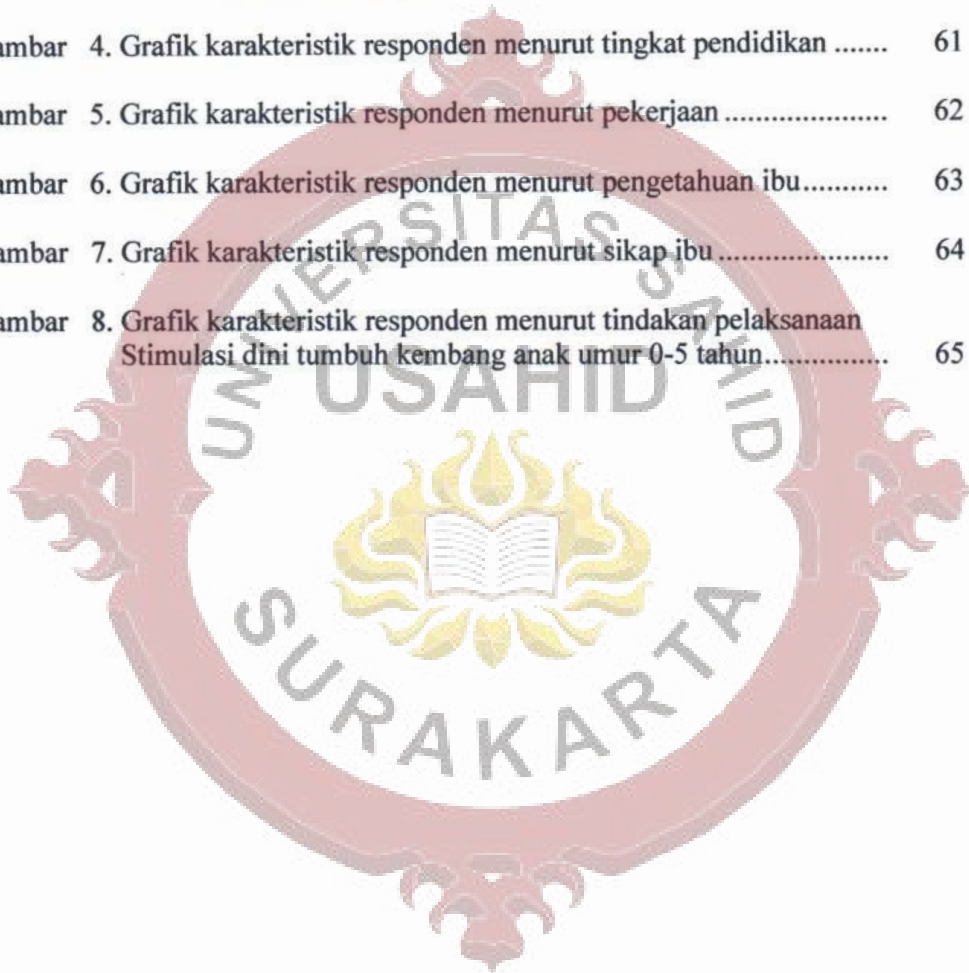 ambar 4. Grafik karakteristik responden menurut tingkat pendidikan ....... 61
ambar 5. Grafik karakteristik responden menurut pekerjaan ..................... 62
ambar 6. Grafik karakteristik responden menurut pengetahuan ibu........... 63
ambar 7. Grafik karakteristik responden menurut sikap ibu ...................... 64
ambar 8. Grafik karakteristik responden menurut tindakan pelaksanaan
Stimulasi dini tumbuh kembang anak umur 0-5 tahun................ 65
UNIVERSITAS SAHID
USAHID
SURAKARTA